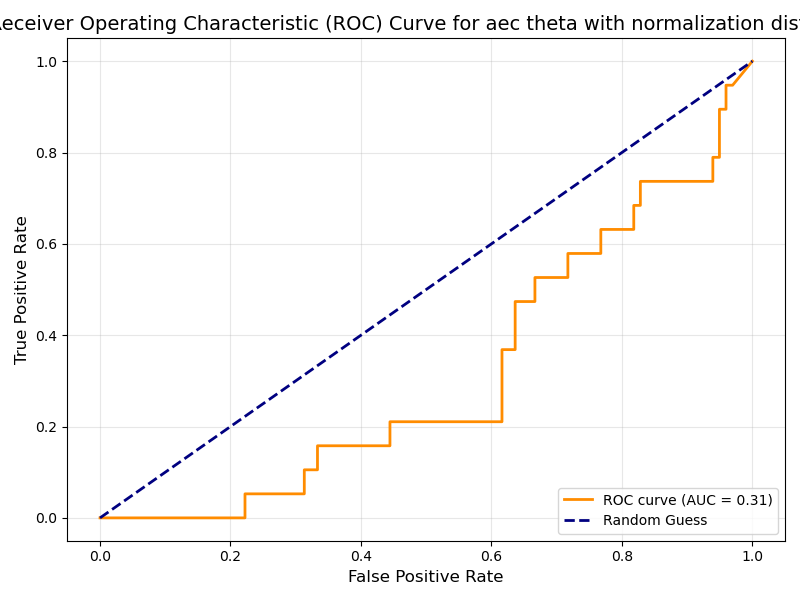 eceiver Operating Characteristic (ROC) Curve for aec theta with normalization dis
1.0
0.8
0.6
0.4
0.2
0.0
True Positive Rate
ROC curve (AUC = 0.31)
Random Guess
0.0 0.2 0.4 0.6 0.8 1.0
False Positive Rate